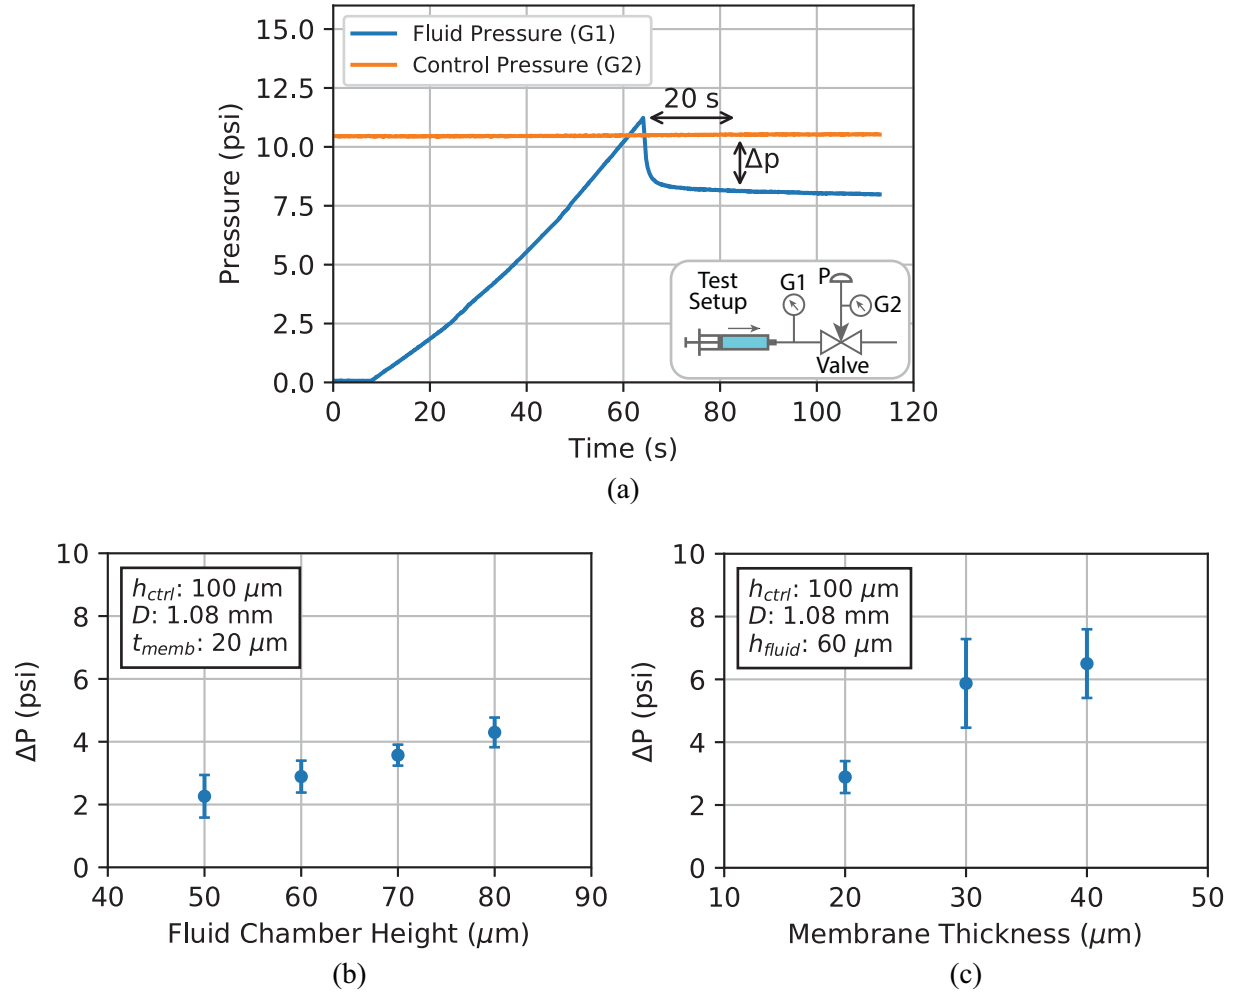 Fluid Pressure (G1)
Control Pressure (G2)
15.0
12.5
10.0
7.5
5.0
2.5
0.0
Pressure (psi)
20 s
Δp
Test
Setup
G1
P
G2
Valve
0 20 40 60 80 100 120
Time (s)
(a)
10
8
6
4
2
0
ΔP (psi)
h_ctrl: 100 μm
D: 1.08 mm
t_memb: 20 μm
40 50 60 70 80 90
Fluid Chamber Height (μm)
(b)
10
8
6
4
2
0
ΔP (psi)
h_ctrl: 100 μm
D: 1.08 mm
h_fluid: 60 μm
10 20 30 40 50
Membrane Thickness (μm)
(c)